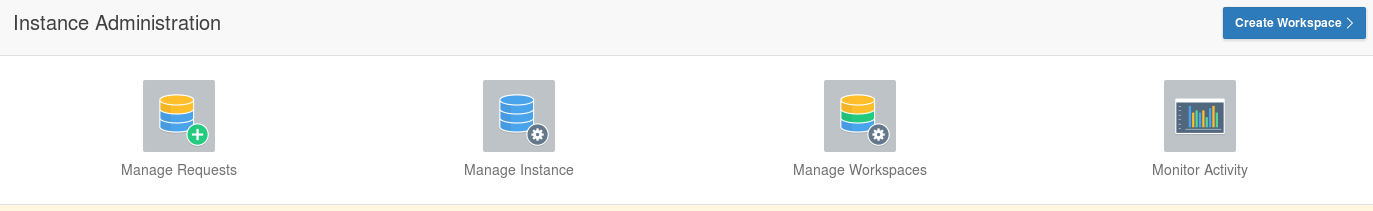 Instance Administration
Create Workspace
Manage Requests
Manage Instance
Manage Workspaces
Monitor Activity